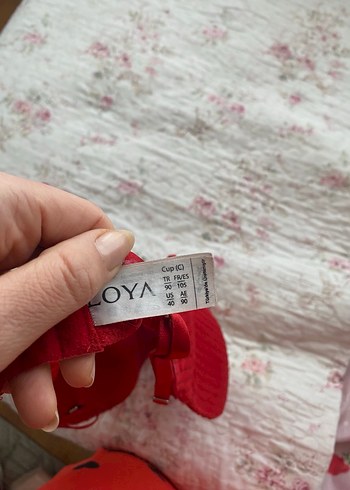 LOYA
Cup (C)
TR FR/ES
90 105
US AE
40 90